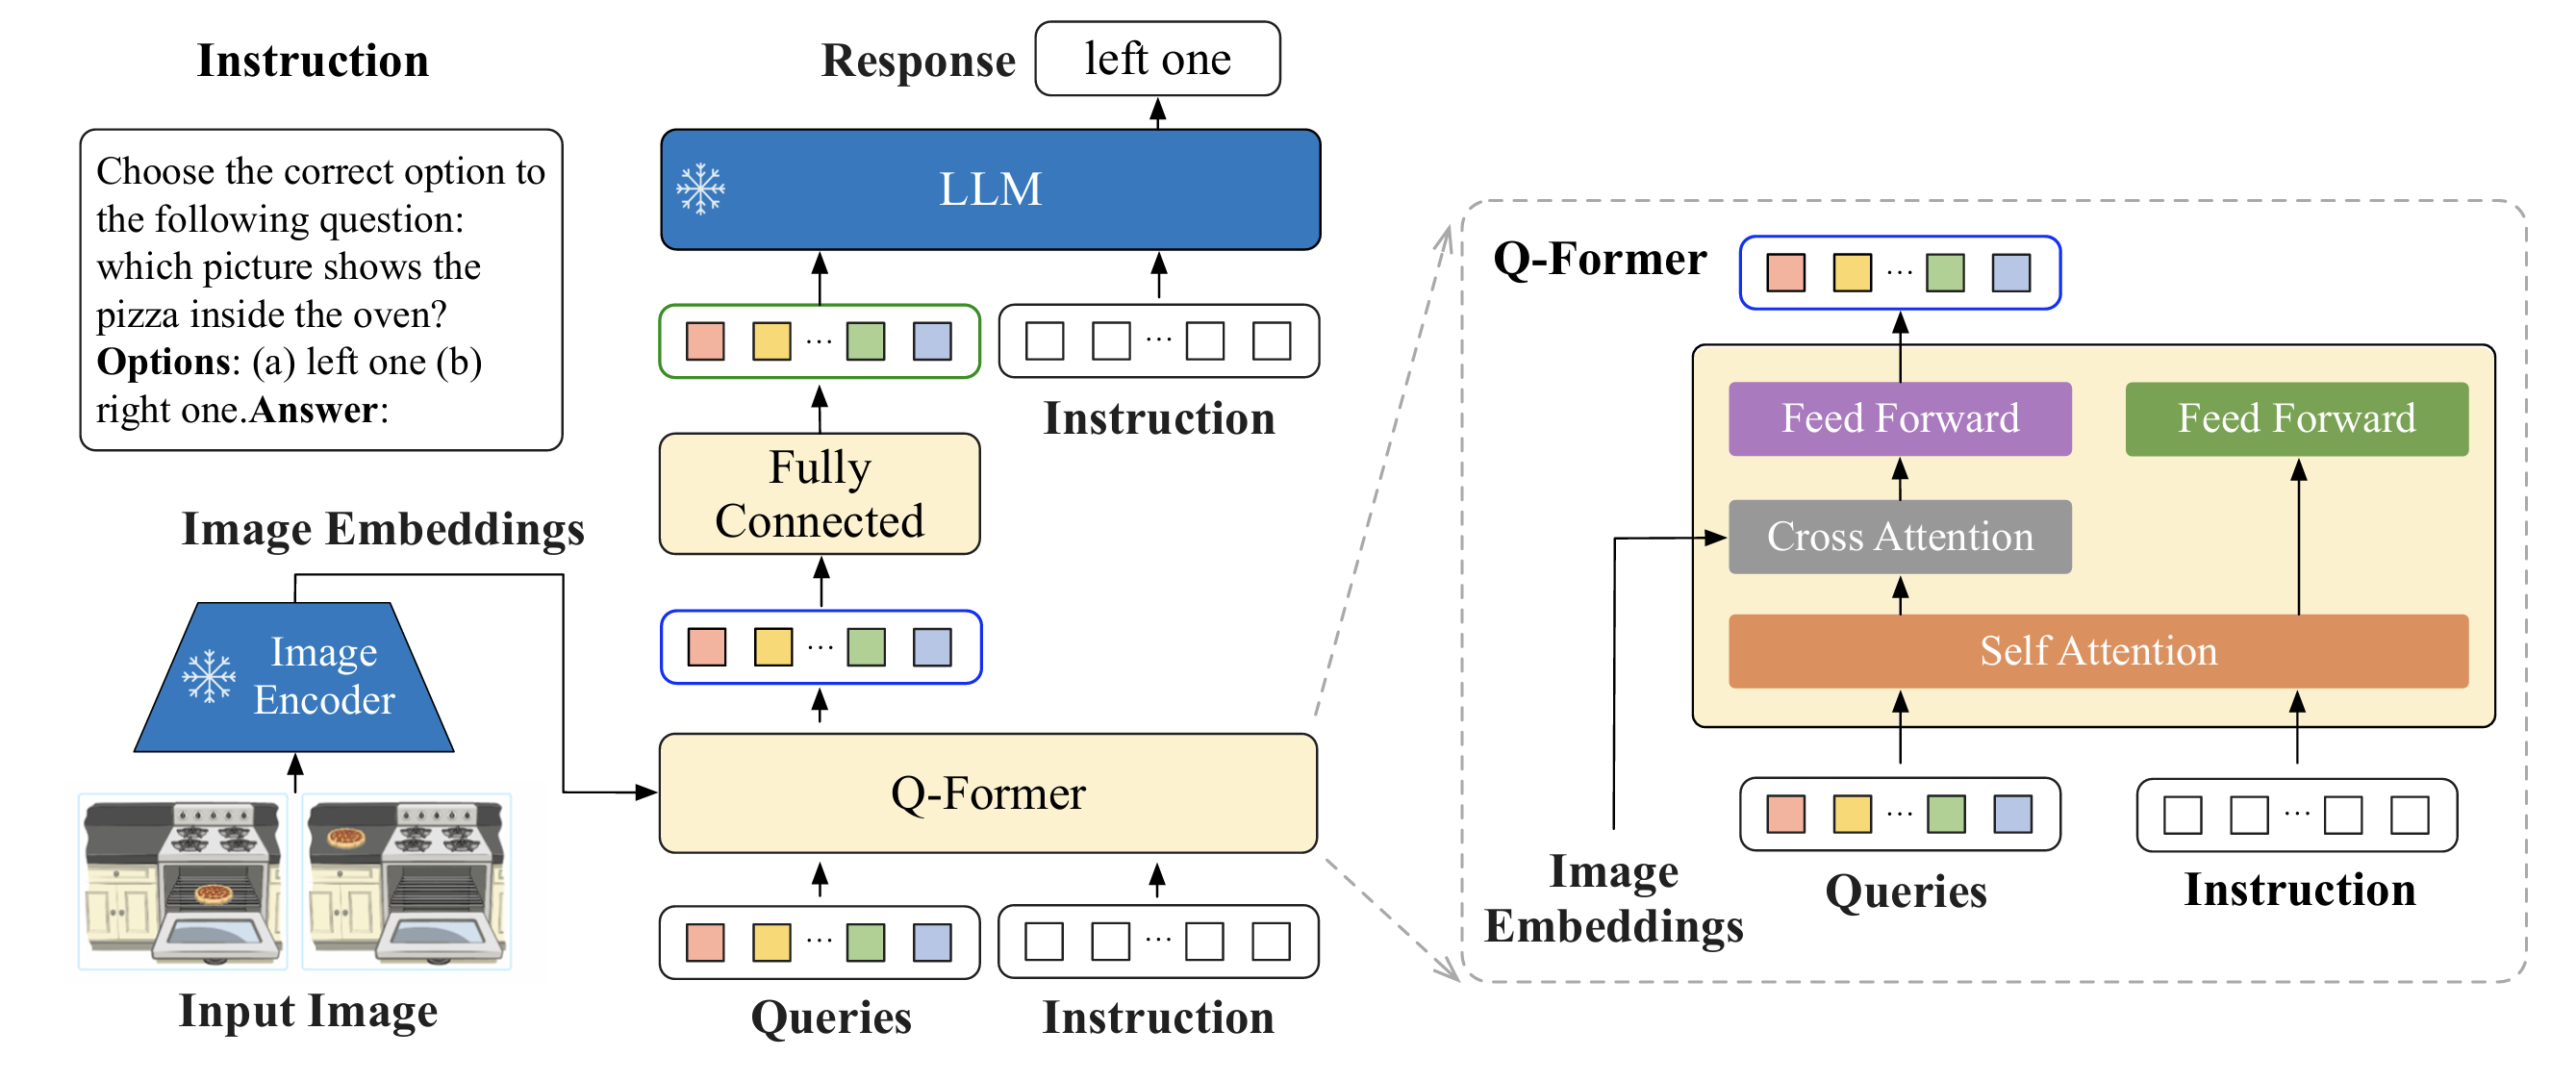 Instruction
Choose the correct option to
the following question:
which picture shows the
pizza inside the oven?
Options: (a) left one (b)
right one.Answer:
Image Embeddings
Image
Encoder
Input Image
Response
left one
LLM
...
...
Instruction
Fully
Connected
...
Q-Former
...
...
Queries
Instruction
Q-Former
...
Feed Forward
Feed Forward
Cross Attention
Self Attention
...
...
Image
Embeddings
Queries
Instruction